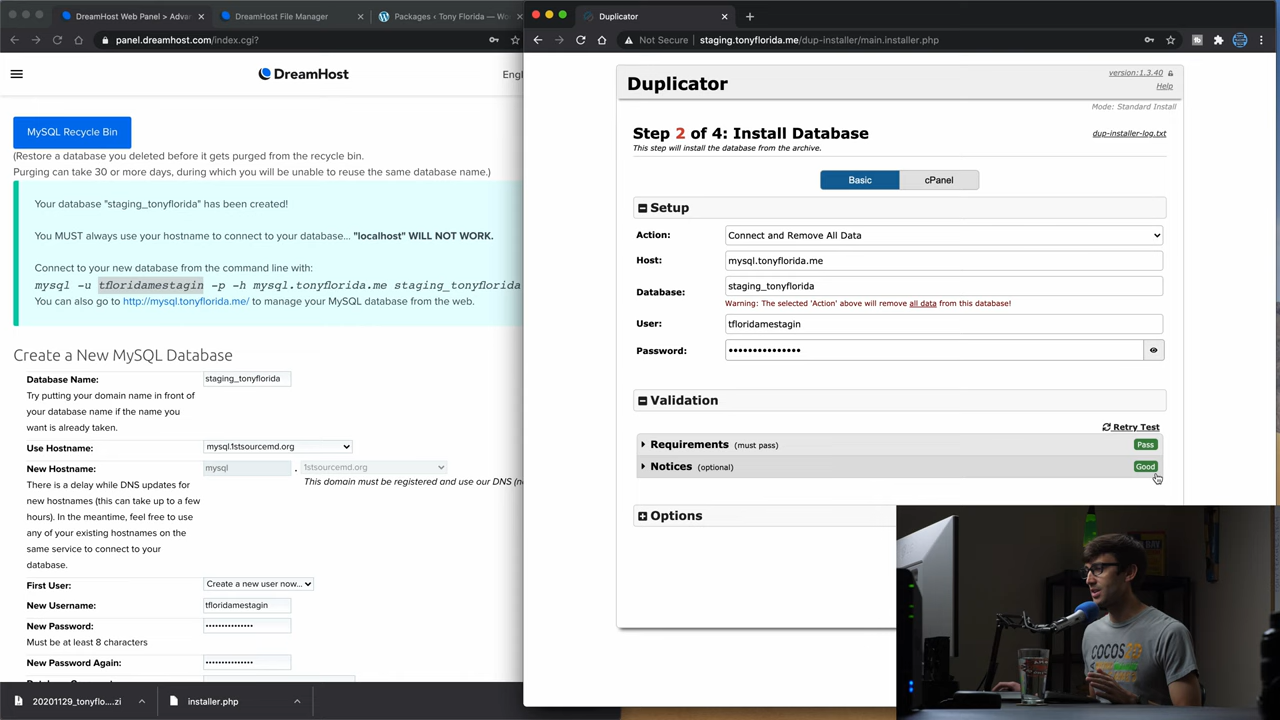 DreamHost Web Panel > Advar
DreamHost File Manager
Packages ‹ Tony Florida — Wo
panel.dreamhost.com/index.cgi?
DreamHost
Engl
MySQL Recycle Bin
(Restore a database you deleted before it gets purged from the recycle bin.
Purging can take 30 or more days, during which you will be unable to reuse the same database name.)
Your database "staging_tonyflorida" has been created!
You MUST always use your hostname to connect to your database... "localhost" WILL NOT WORK.
Connect to your new database from the command line with:
mysql -u tfloridamestagin -p -h mysql.tonyflorida.me staging_tonyflorida
You can also go to http://mysql.tonyflorida.me/ to manage your MySQL database from the web.
Create a New MySQL Database
Database Name:
staging_tonyflorida
Try putting your domain name in front of
your database name if the name you
want is already taken.
Use Hostname:
mysql.1stsourcemd.org
New Hostname:
mysql
.
1stsourcemd.org
There is a delay while DNS updates for
new hostnames (this can take up to a few
hours). In the meantime, feel free to use
any of your existing hostnames on the
same service to connect to your
database.
This domain must be registered and use our DNS (n
First User:
Create a new user now...
New Username:
tfloridamestagin
New Password:
•••••••••••••••
Must be at least 8 characters
New Password Again:
•••••••••••••••
20201129_tonyflo....zi
installer.php
Duplicator
Not Secure
staging.tonyflorida.me/dup-installer/main.installer.php
Duplicator
version:1.3.40
Help
Mode: Standard Install
Step 2 of 4: Install Database
dup-installer-log.txt
This step will install the database from the archive.
Basic
cPanel
Setup
Action:
Connect and Remove All Data
Host:
mysql.tonyflorida.me
Database:
staging_tonyflorida
Warning: The selected 'Action' above will remove all data from this database!
User:
tfloridamestagin
Password:
•••••••••••••••
Validation
Retry Test
Requirements (must pass)
Pass
Notices (optional)
Good
Options
COCOS